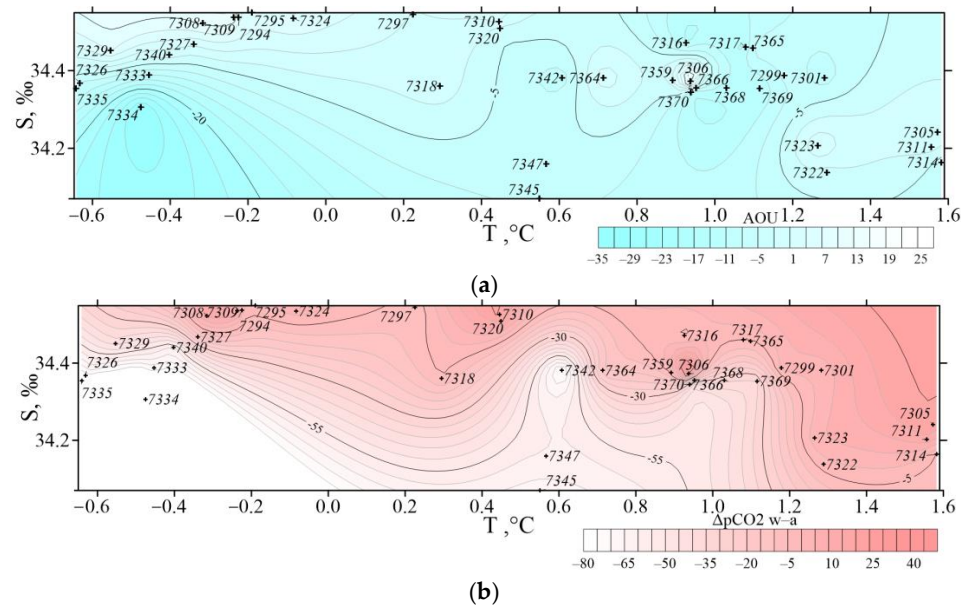 7308 7309 7294 7295 7324 7297 7310 7320
7329 7327 7340 7316 7317 7365
34.4 7326 7333 7318 7342 7364 7359 7306 7366 7299 7301
7335 7334 7370 7368 7369
-5 -20 -5
S, ‰
34.2 7347 7323 7305 7311 7314
7345 7322
−0.6 −0.4 −0.2 0.0 0.2 0.4 0.6 0.8 1.0 1.2 1.4 1.6
T ,°C
AOU
−35 −29 −23 −17 −11 −5 1 7 13 19 25
(a)
7308 7309 7294 7295 7324 7297 7310 7320
7329 7327 7340 -30 7316 7317 7365
34.4 7326 7333 7318 7342 7364 7359 7306 7368 7299 7301
7335 7334 7370 7366 7369
-30
S, ‰
34.2 -55 7347 -55 7323 7305 7311 7314
7345 7322 -5
−0.6 −0.4 −0.2 0.0 0.2 0.4 0.6 0.8 1.0 1.2 1.4 1.6
T ,°C
ΔpCO2 w−a
−80 −65 −50 −35 −20 −5 10 25 40
(b)